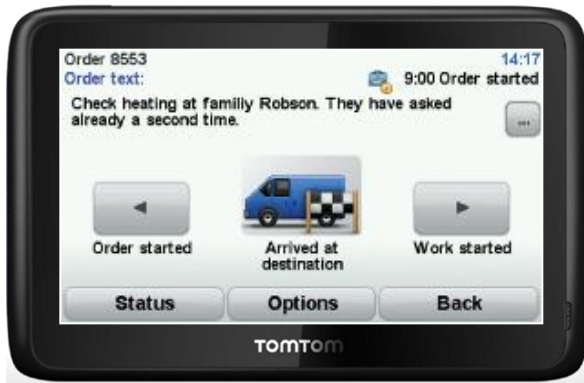 Order 8553 14:17
Order text: 9:00 Order started
Check heating at familiy Robson. They have asked
already a second time.
...
Order started
Arrived at
destination
Work started
Status Options Back
TOMTOM